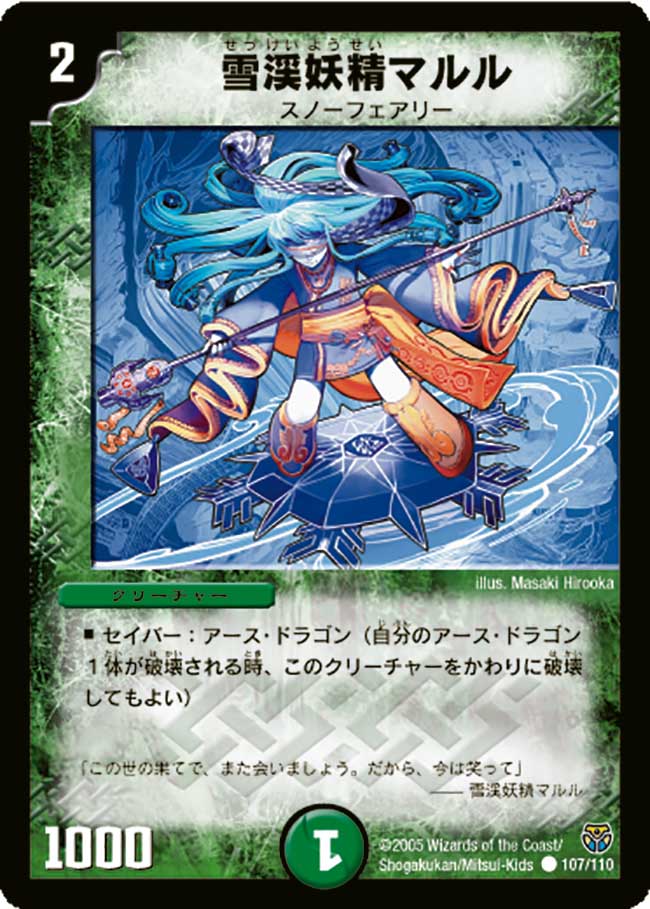 2
せっけいようせい
雪渓妖精マルル
スノーフェアリー
illus. Masaki Hirooka
クリーチャー
■ セイバー：アース・ドラゴン（自分のアース・ドラゴン
１体が破壊される時、このクリーチャーをかわりに破壊
してもよい）
「この世の果てで、また会いましょう。だから、今は笑って」
―― 雪渓妖精マルル
1000
1
©2005 Wizards of the Coast/
Shogakukan/Mitsui-Kids ● 107/110